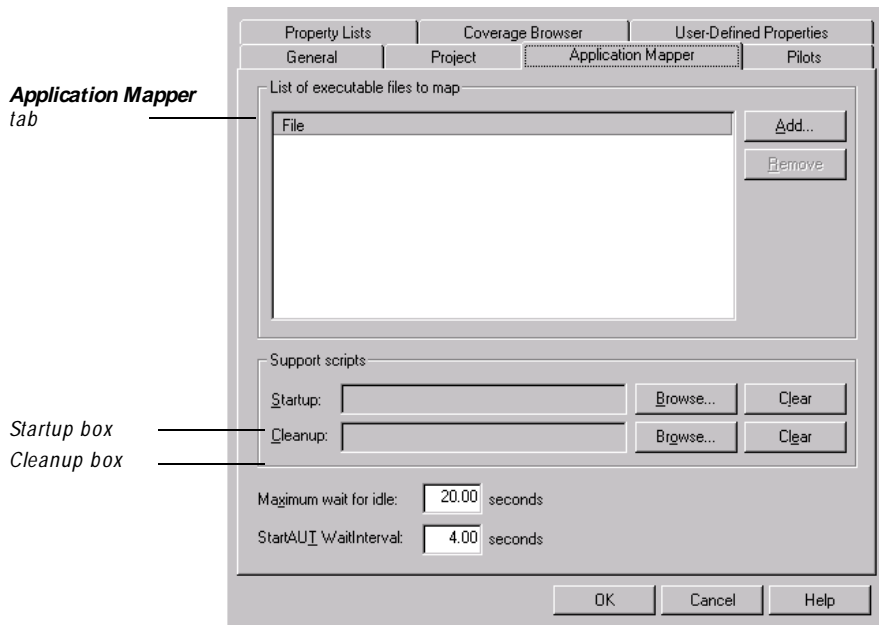 Property Lists Coverage Browser User-Defined Properties
General Project Application Mapper Pilots
List of executable files to map
Application Mapper
tab
File
Add...
Remove
Support scripts
Startup: Browse... Clear
Startup box
Cleanup: Browse... Clear
Cleanup box
Maximum wait for idle: 20.00 seconds
StartAUT WaitInterval: 4.00 seconds
OK Cancel Help